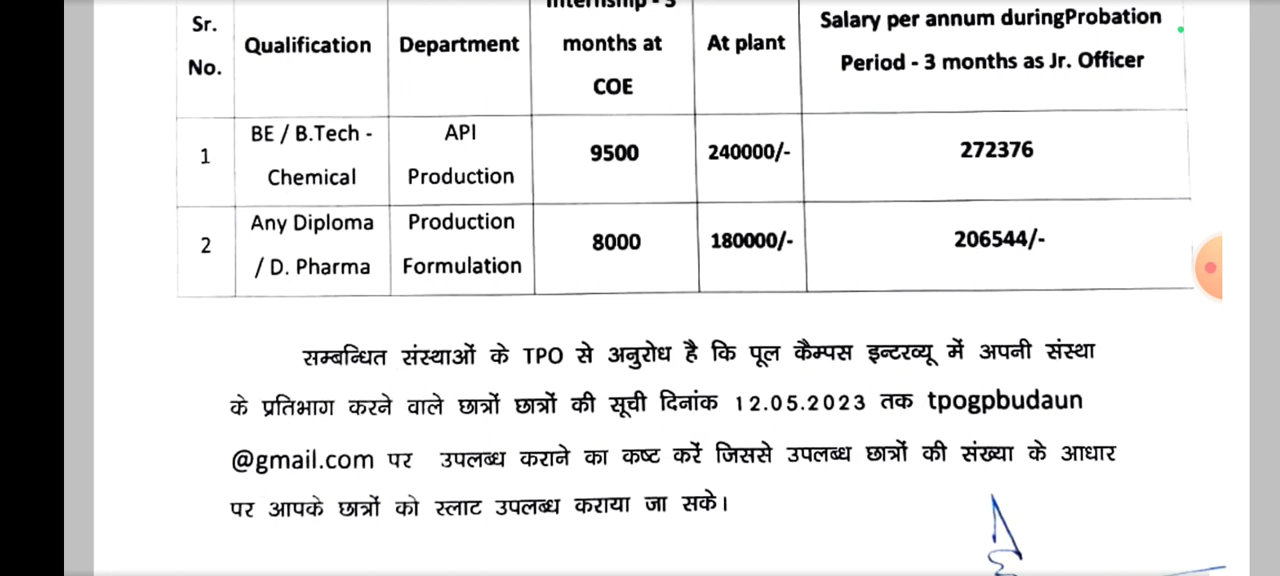 Internship - 3
Sr. No.
Qualification
Department
months at COE
At plant
Salary per annum duringProbation
Period - 3 months as Jr. Officer
1
BE / B.Tech -
Chemical
API
Production
9500
240000/-
272376
2
Any Diploma
/ D. Pharma
Production
Formulation
8000
180000/-
206544/-
सम्बन्धित संस्थाओं के TPO से अनुरोध है कि पूल कैम्पस इन्टरव्यू में अपनी संस्था
के प्रतिभाग करने वाले छात्रों छात्रों की सूची दिनांक 12.05.2023 तक tpogpbudaun
@gmail.com पर उपलब्ध कराने का कष्ट करें जिससे उपलब्ध छात्रों की संख्या के आधार
पर आपके छात्रों को स्लाट उपलब्ध कराया जा सके।